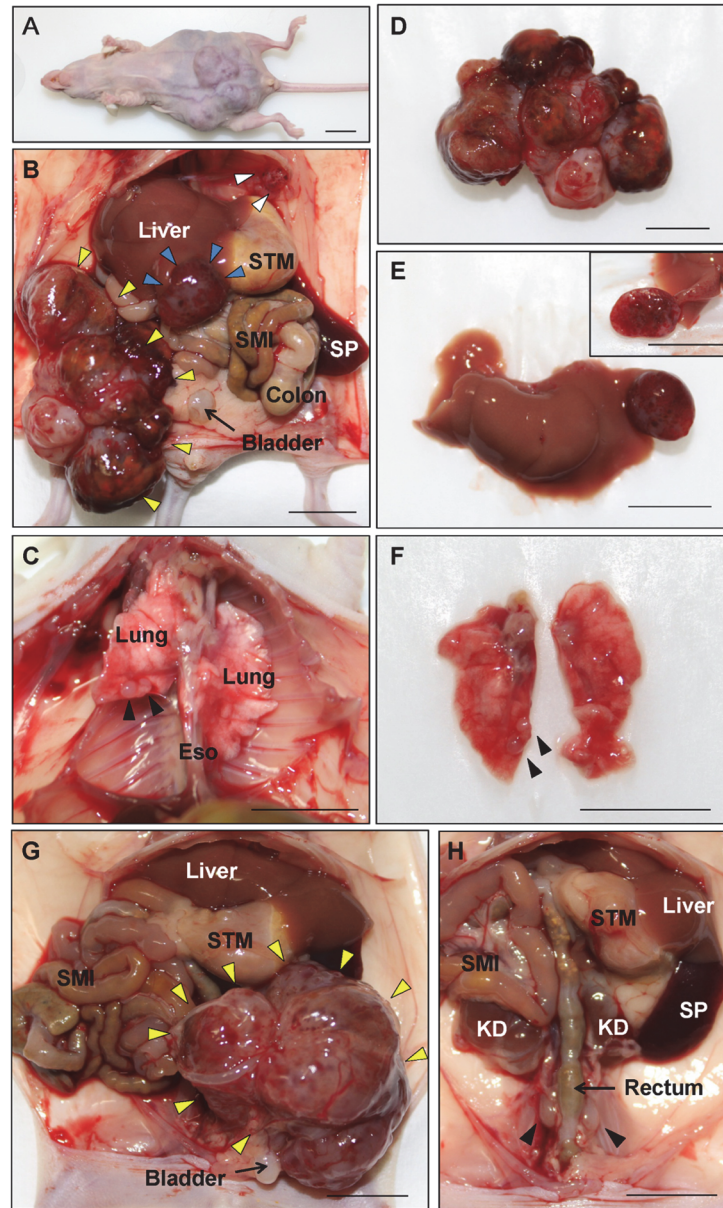 A
D
B
Liver
STM
SMI
SP
Colon
Bladder
E
C
Lung
Lung
Eso
F
G
Liver
STM
SMI
Bladder
H
STM
Liver
SMI
KD
KD
SP
Rectum